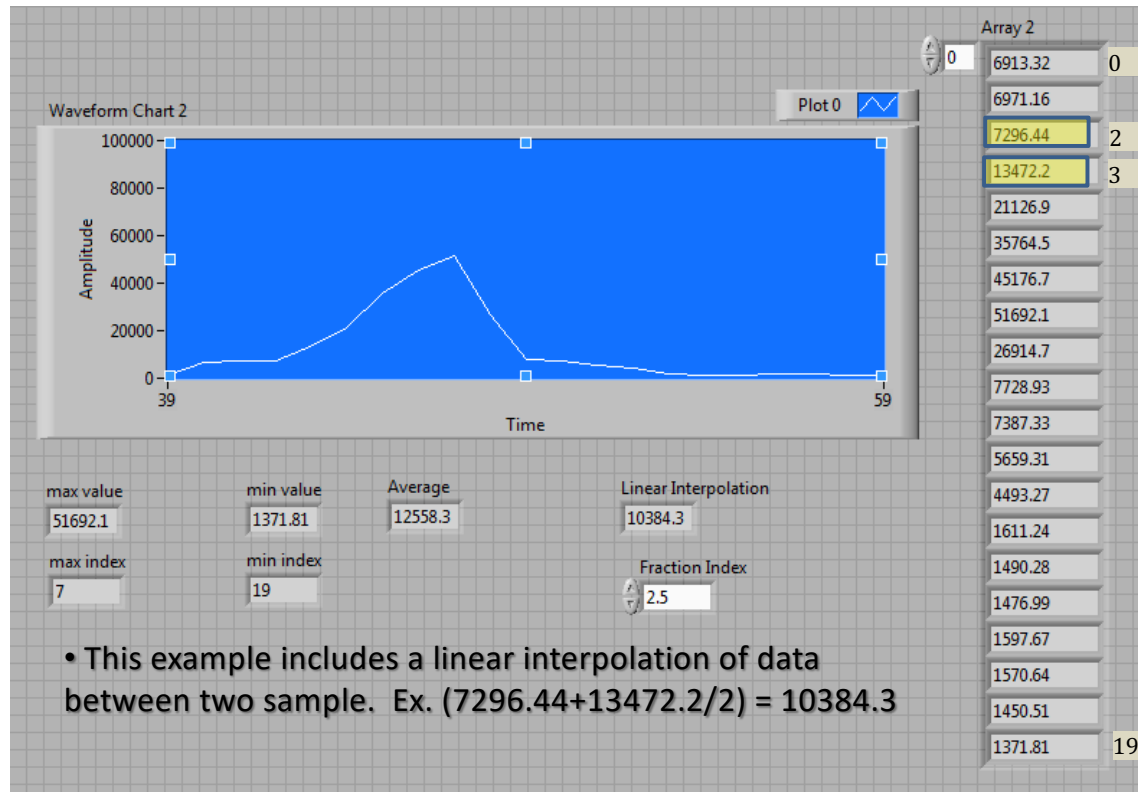 Array 2
0
6913.32
0
6971.16
7296.44
2
13472.2
3
21126.9
35764.5
45176.7
51692.1
26914.7
7728.93
7387.33
5659.31
4493.27
1611.24
1490.28
1476.99
1597.67
1570.64
1450.51
1371.81
19
Waveform Chart 2
Plot 0
100000
80000
60000
40000
20000
0
Amplitude
39
59
Time
max value
51692.1
min value
1371.81
Average
12558.3
Linear Interpolation
10384.3
max index
7
min index
19
Fraction Index
2.5
• This example includes a linear interpolation of data
between two sample. Ex. (7296.44+13472.2/2) = 10384.3